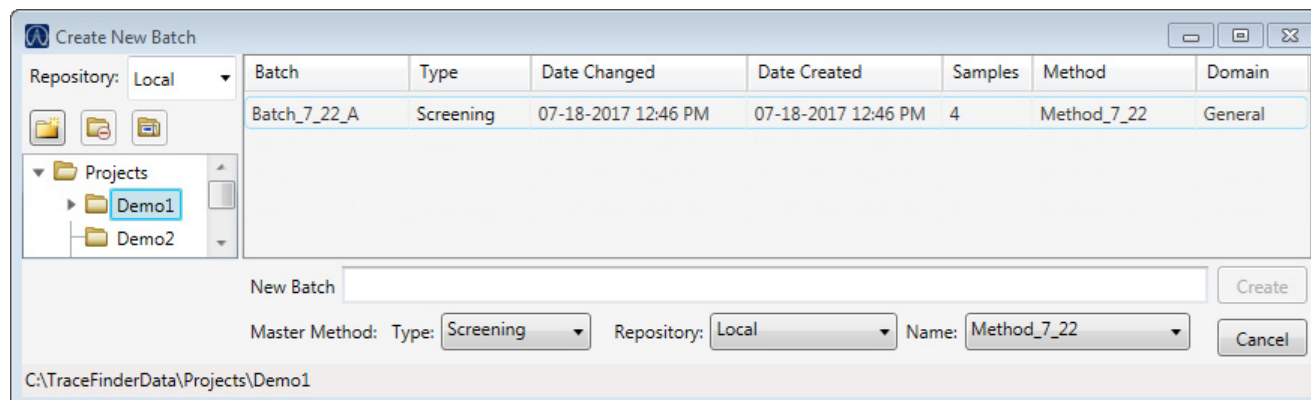 Create New Batch
Repository: Local
Batch Type Date Changed Date Created Samples Method Domain
Batch_7_22_A Screening 07-18-2017 12:46 PM 07-18-2017 12:46 PM 4 Method_7_22 General
Projects
Demo1
Demo2
New Batch
Create
Master Method: Type: Screening Repository: Local Name: Method_7_22
Cancel
C:\TraceFinderData\Projects\Demo1